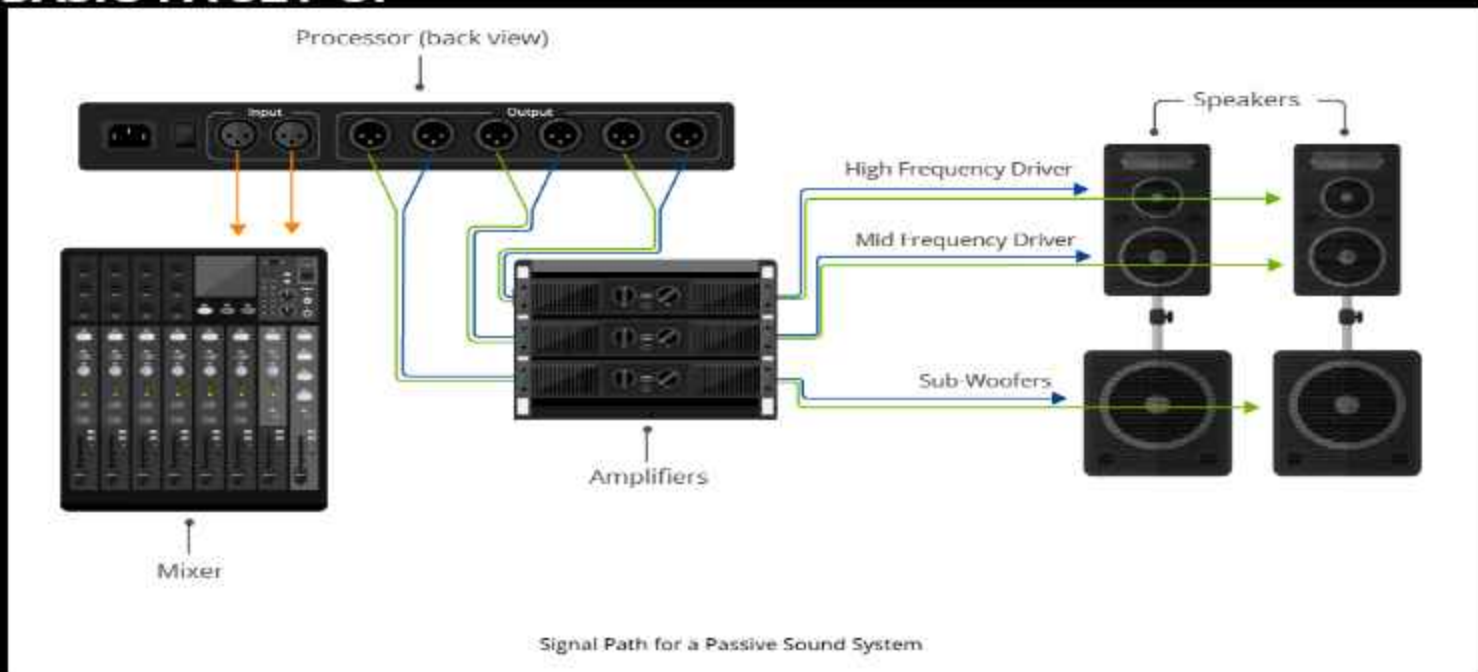 Processor (back view)
Input
Output
Speakers
High Frequency Driver
Mid Frequency Driver
Sub-Woofers
Amplifiers
Mixer
Signal Path for a Passive Sound System